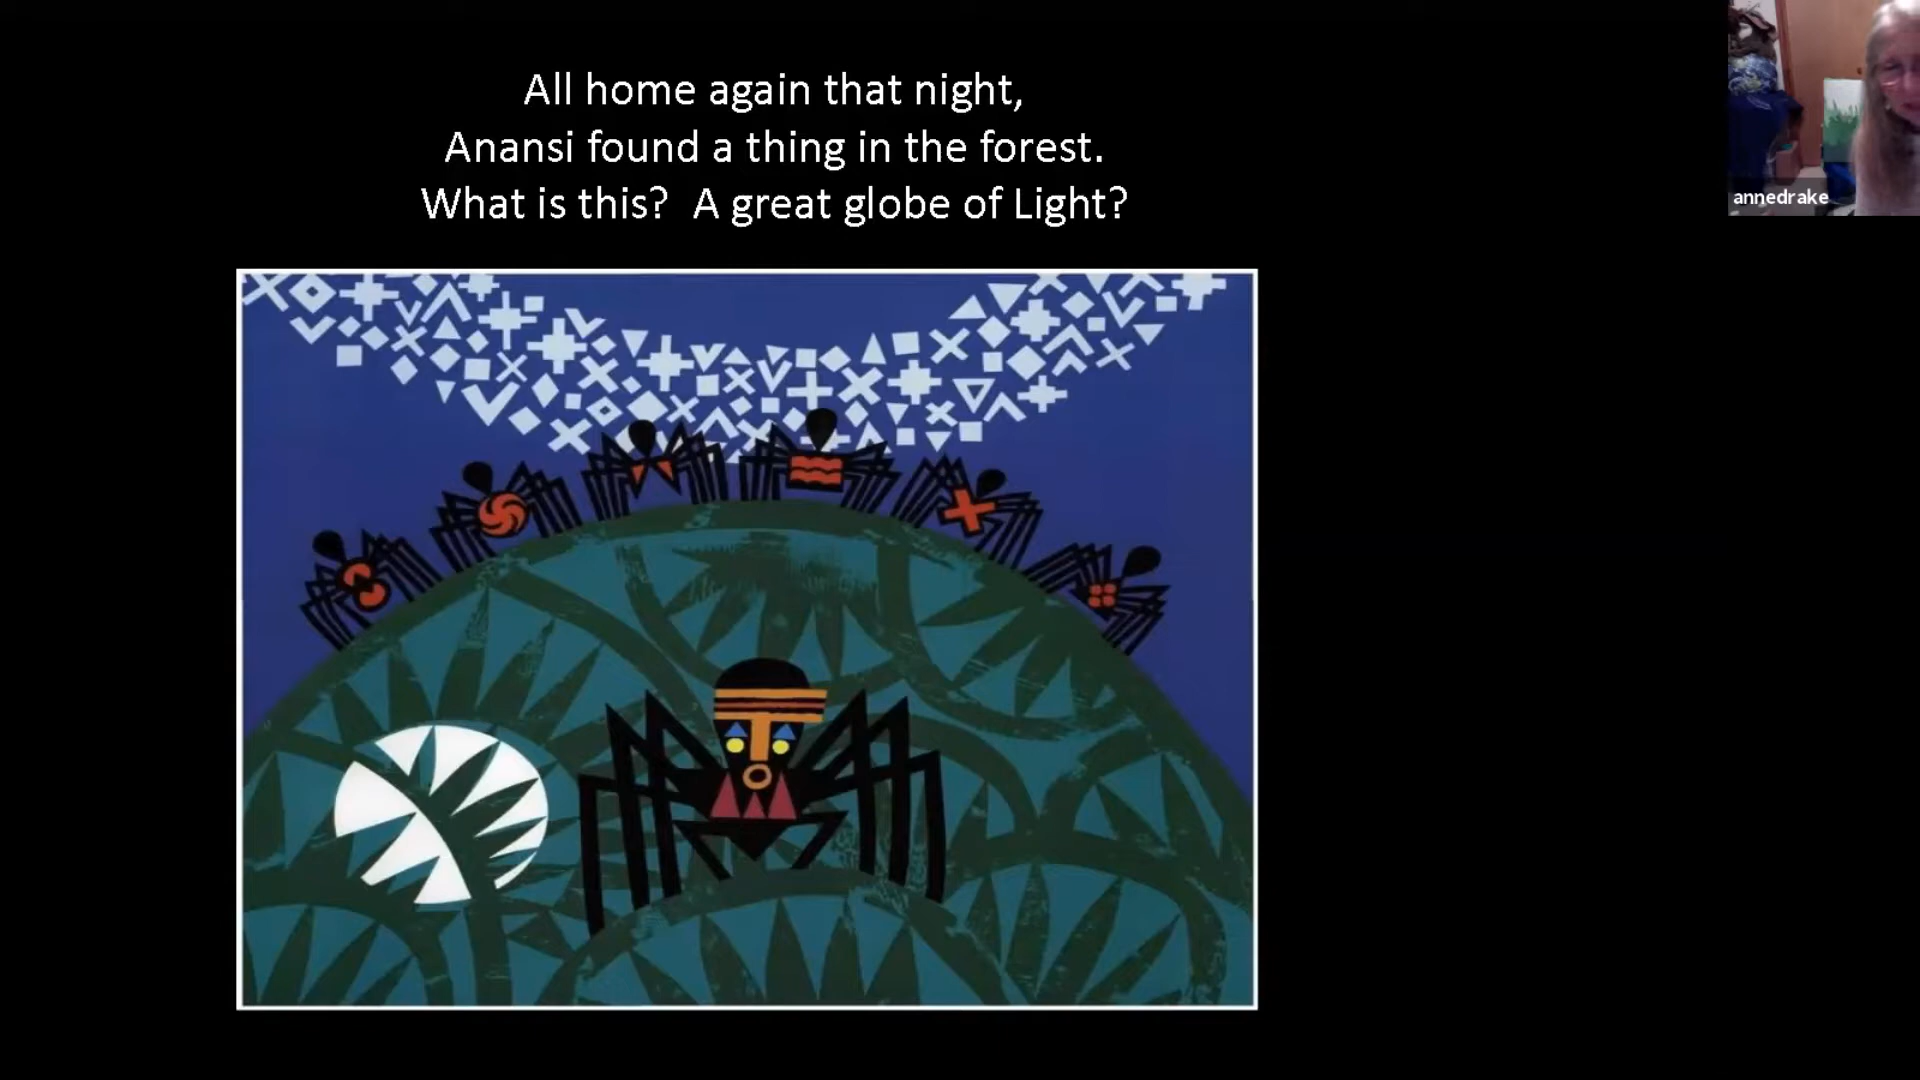 All home again that night,
Anansi found a thing in the forest.
What is this?  A great globe of Light?
annedrake